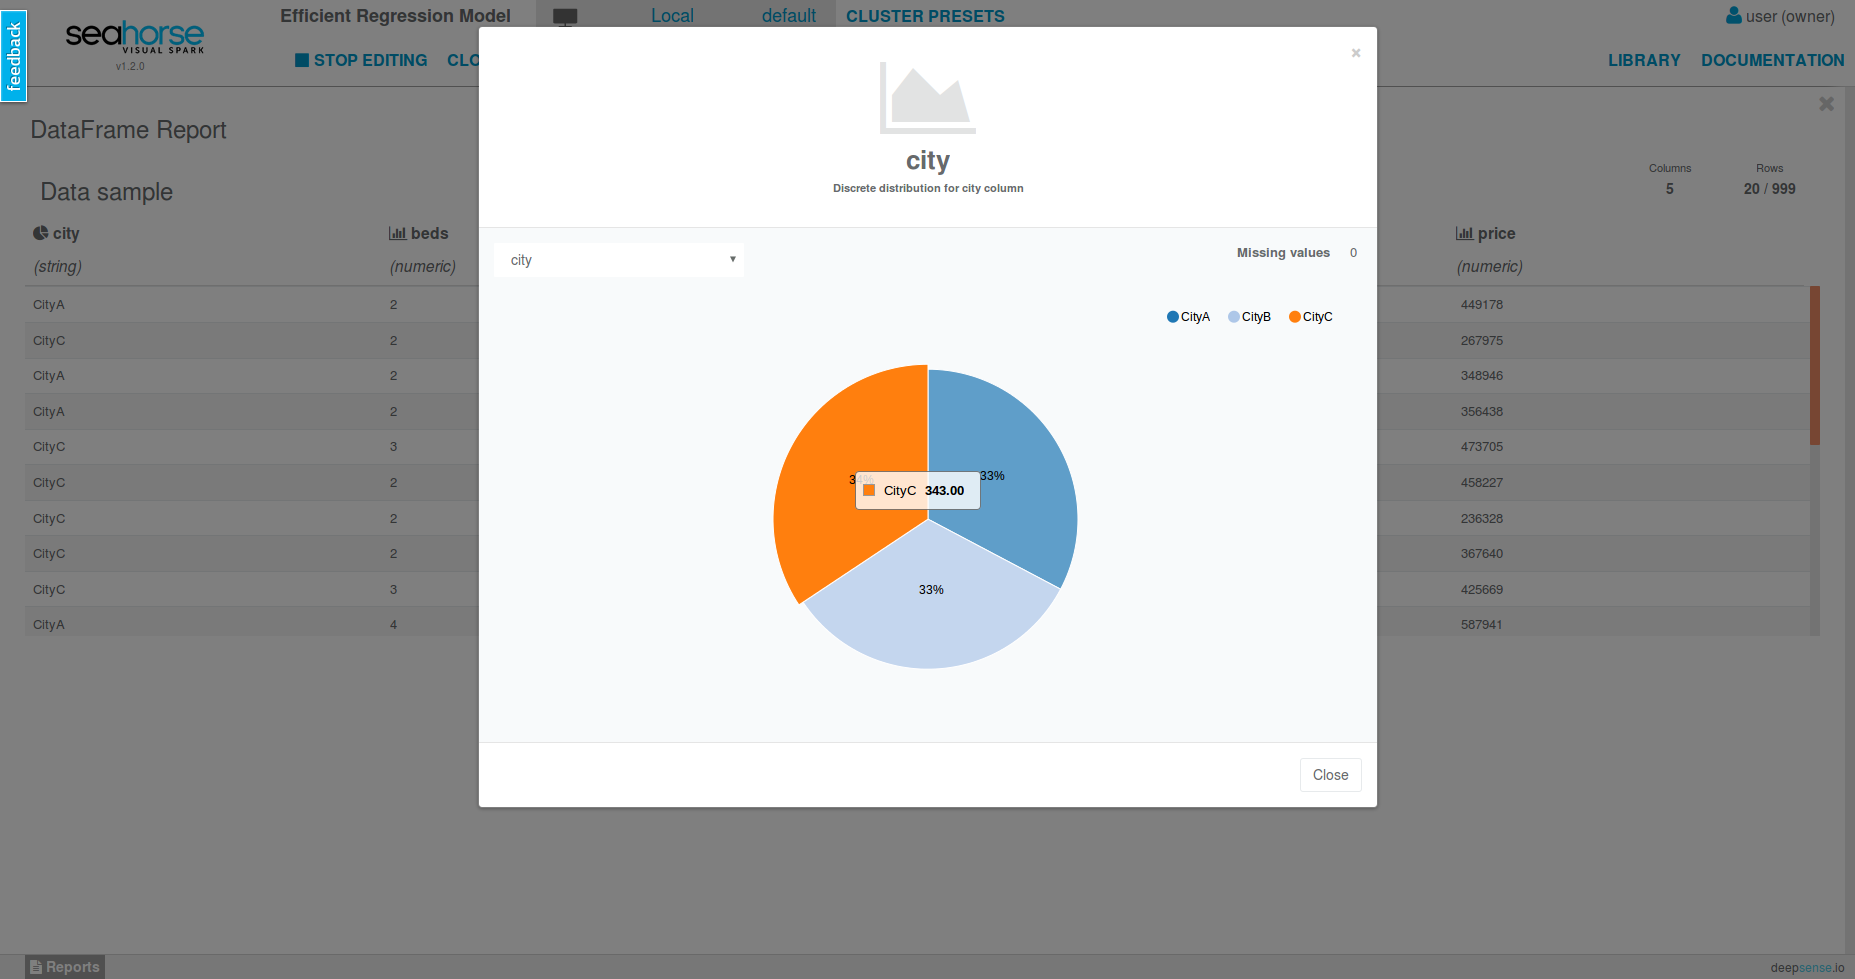 feedback
seahorse
VISUAL SPARK
v1.2.0
Efficient Regression Model
Local
default
CLUSTER PRESETS
user (owner)
STOP EDITING
CLO
LIBRARY
DOCUMENTATION
DataFrame Report
Data sample
Columns
5
Rows
20 / 999
city
(string)
beds
(numeric)
price
(numeric)
CityA 2 449178
CityC 2 267975
CityA 2 348946
CityA 2 356438
CityC 3 473705
CityC 2 458227
CityC 2 236328
CityC 2 367640
CityC 3 425669
CityA 4 587941
×
city
Discrete distribution for city column
city
Missing values 0
CityA CityB CityC
33%
34%
CityC 343.00
33%
Close
Reports
deepsense.io